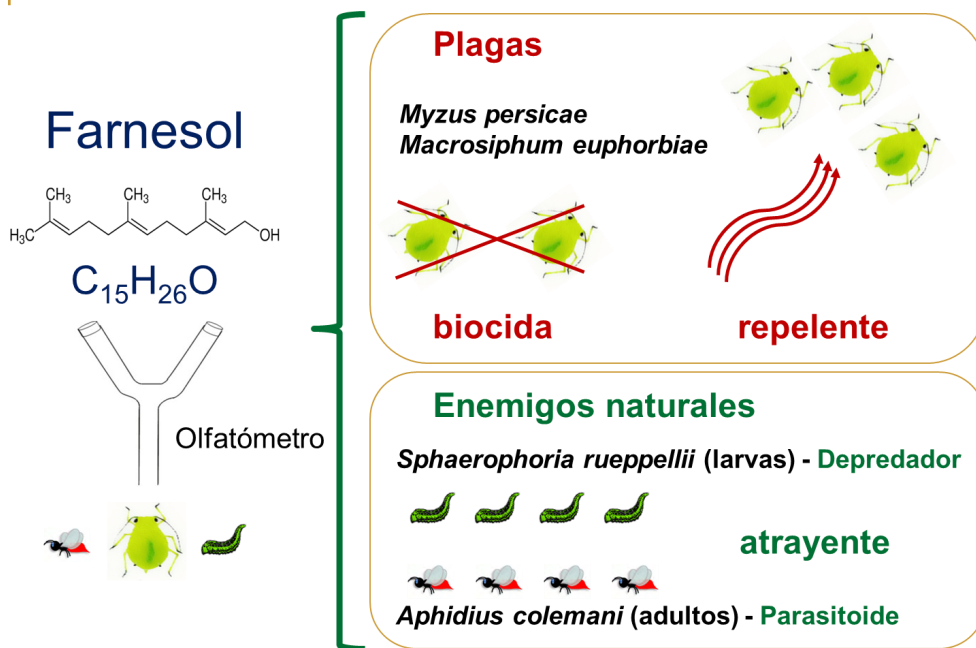 Farnesol
CH₃
CH₃
CH₃
H₃C
OH
C₁₅H₂₆O
Olfatómetro
Plagas
Myzus persicae
Macrosiphum euphorbiae
biocida
repelente
Enemigos naturales
Sphaerophoria rueppellii (larvas) - Depredador
atrayente
Aphidius colemani (adultos) - Parasitoide